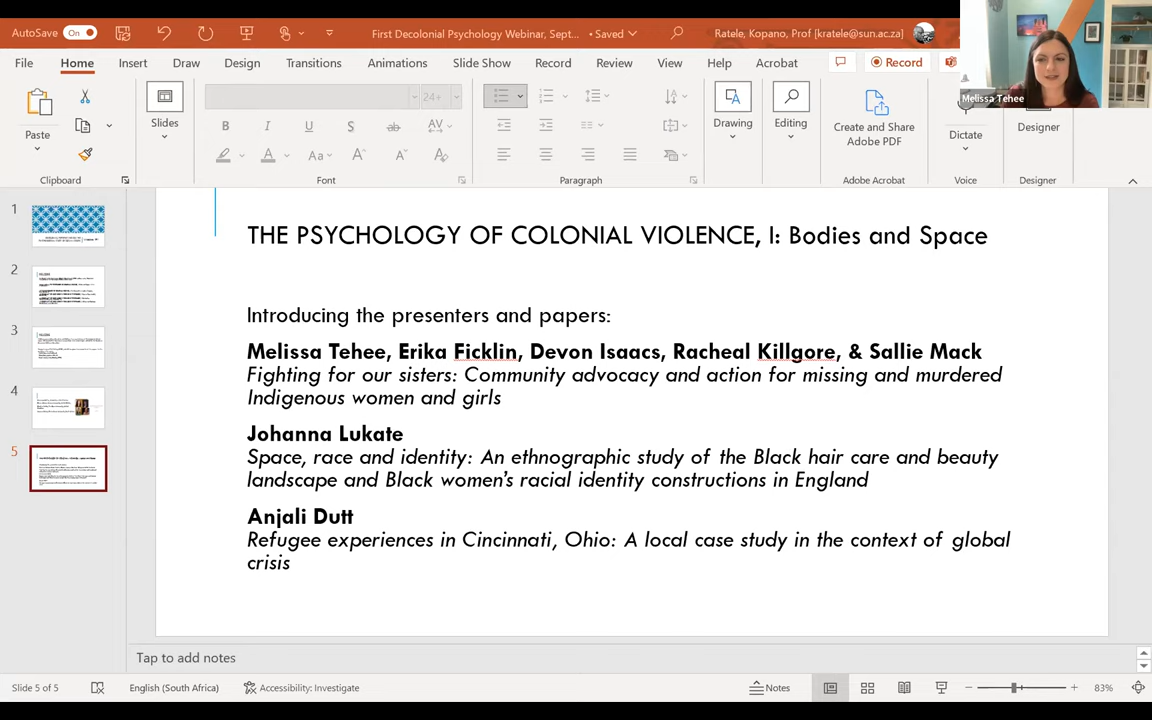 AutoSave On
First Decolonial Psychology Webinar, Sept... • Saved
Ratele, Kopano, Prof [kratele@sun.ac.za]
Melissa Tehee
File Home Insert Draw Design Transitions Animations Slide Show Record Review View Help Acrobat Record
Paste
Slides
24+
B I U S ab AV
A Aa A A A
Drawing
Editing
Create and Share
Adobe PDF
Dictate
Designer
Clipboard Font Paragraph Adobe Acrobat Voice Designer
1
2
3
4
5
THE PSYCHOLOGY OF COLONIAL VIOLENCE, I: Bodies and Space
Introducing the presenters and papers:
Melissa Tehee, Erika Ficklin, Devon Isaacs, Racheal Killgore, & Sallie Mack
Fighting for our sisters: Community advocacy and action for missing and murdered
Indigenous women and girls
Johanna Lukate
Space, race and identity: An ethnographic study of the Black hair care and beauty
landscape and Black women's racial identity constructions in England
Anjali Dutt
Refugee experiences in Cincinnati, Ohio: A local case study in the context of global
crisis
Tap to add notes
Slide 5 of 5 English (South Africa) Accessibility: Investigate Notes 83%